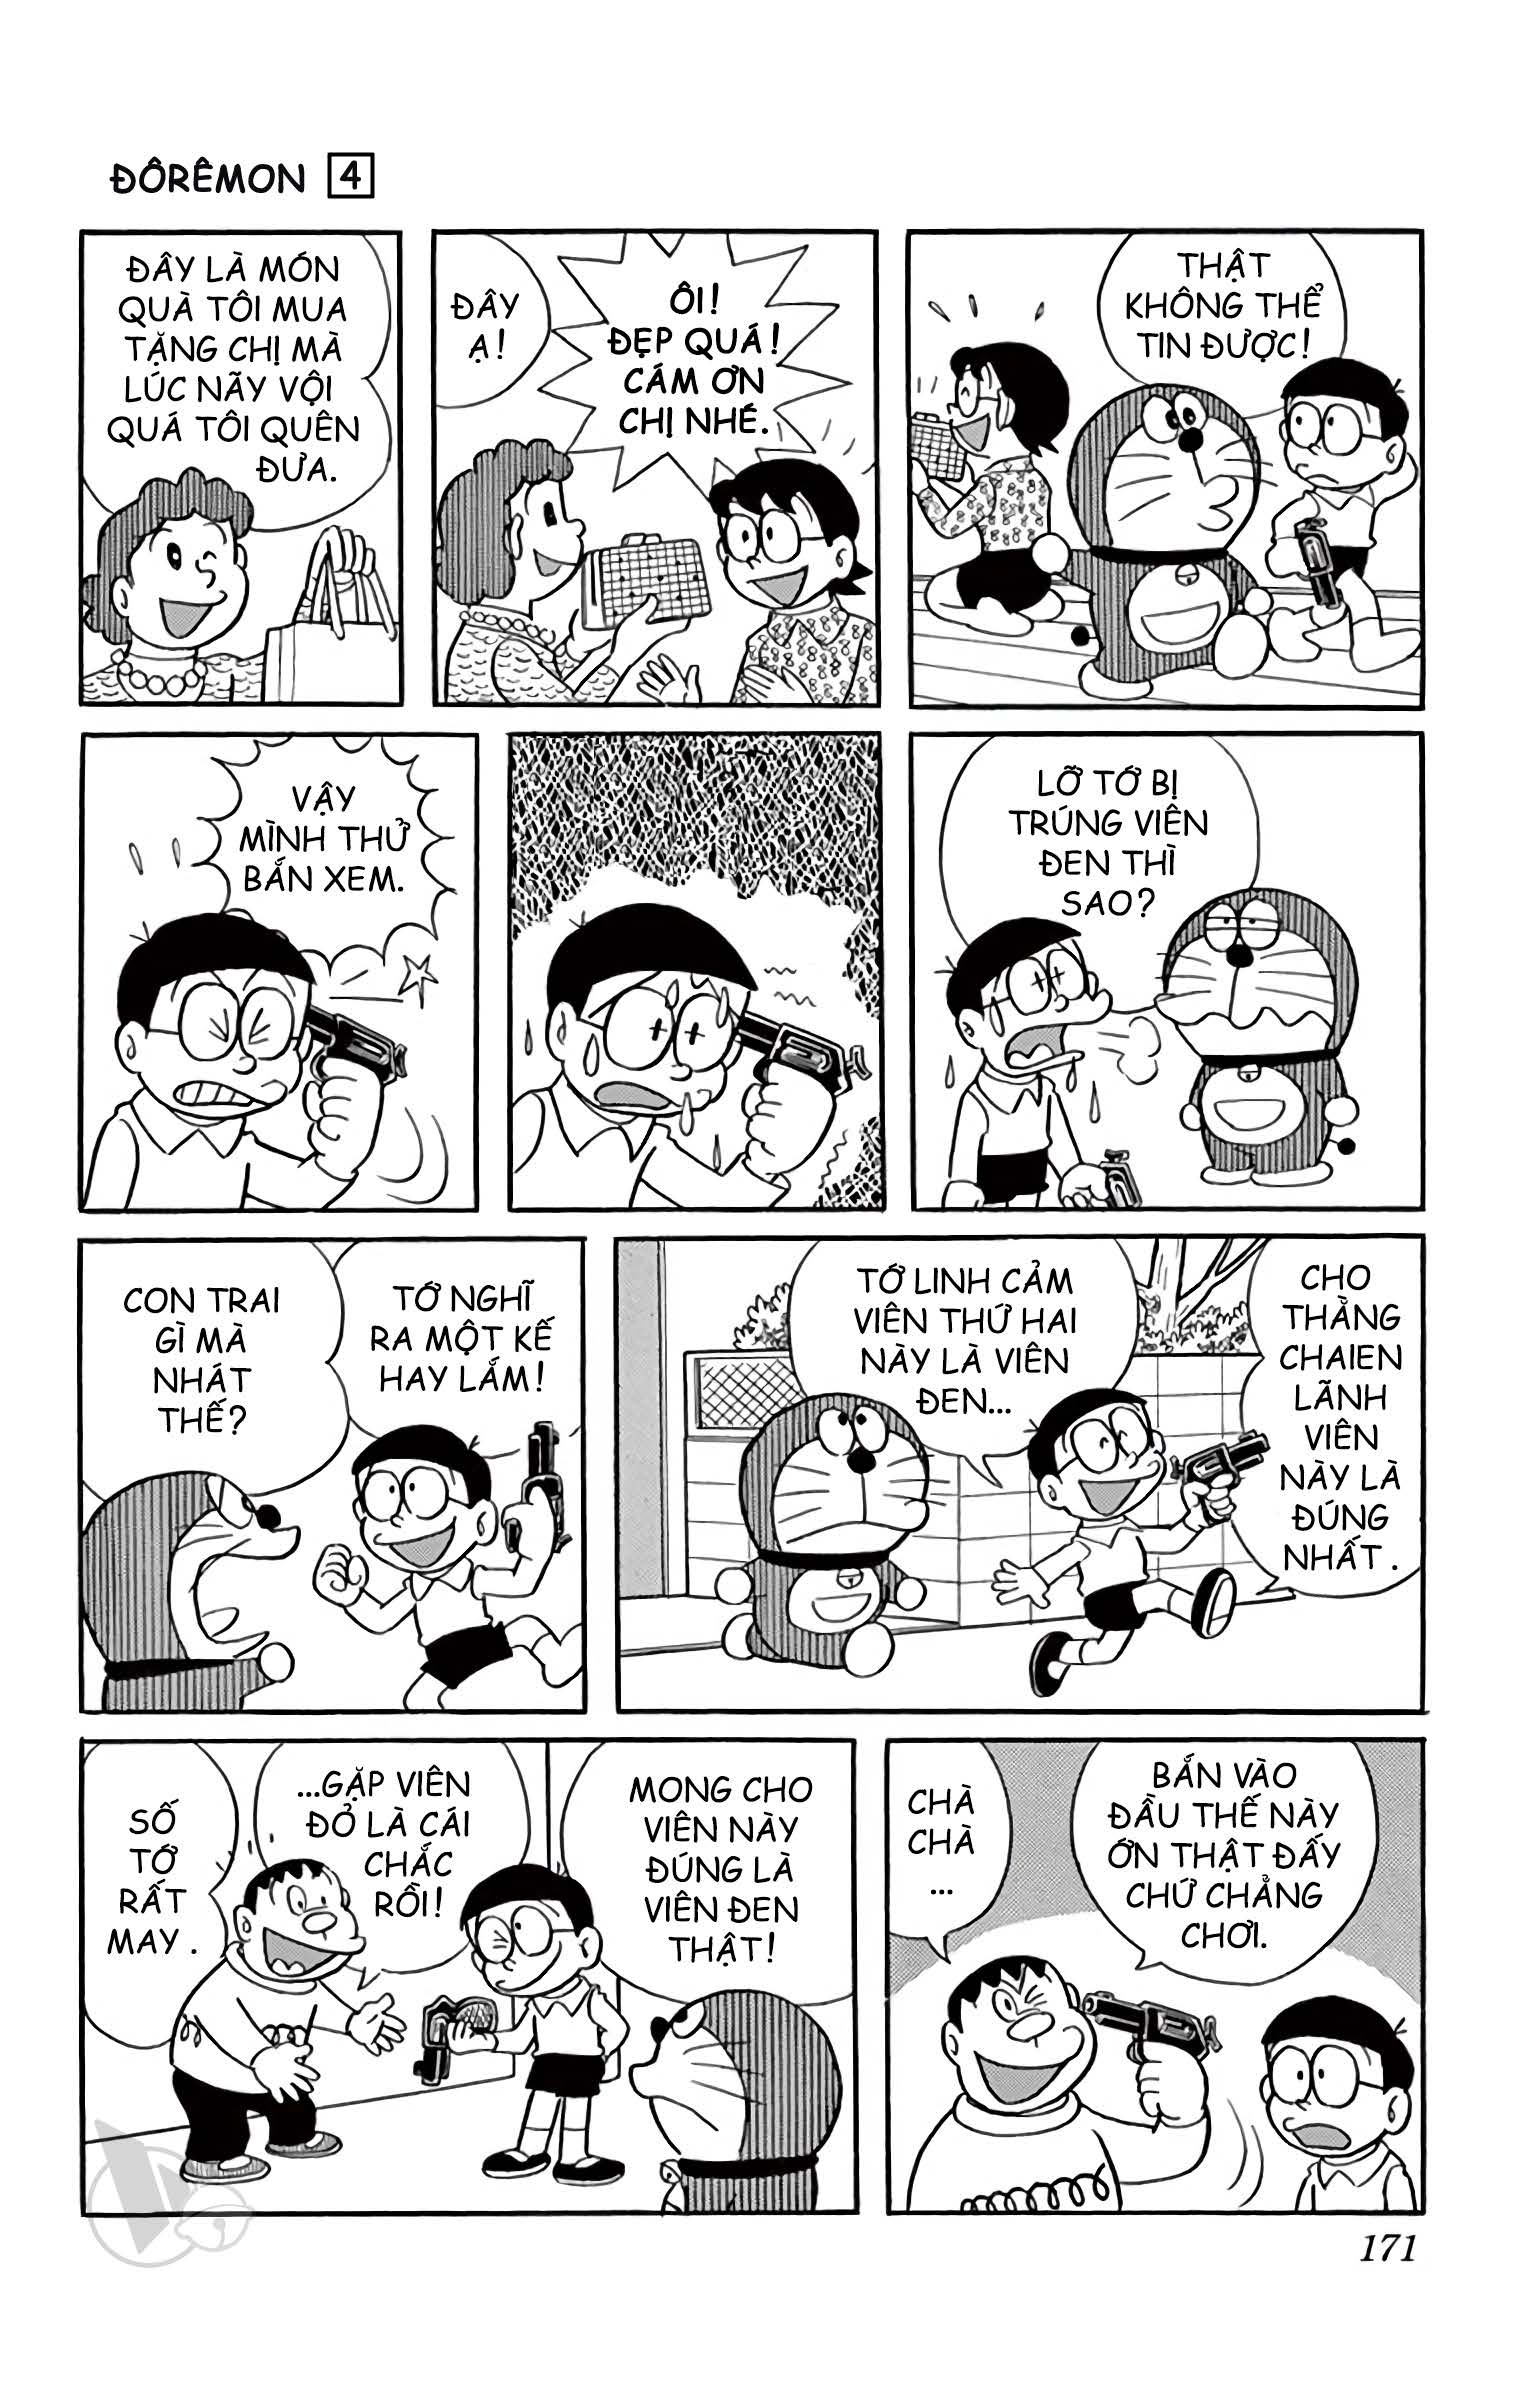 ĐÔRÊMON 4
ĐÂY LÀ MÓN
QUÀ TÔI MUA
TẶNG CHỊ MÀ
LÚC NÃY VỘI
QUÁ TÔI QUÊN
ĐƯA.
ĐÂY
Ạ!
ÔI!
ĐẸP QUÁ!
CÁM ƠN
CHỊ NHÉ.
THẬT
KHÔNG THỂ
TIN ĐƯỢC!
VẬY
MÌNH THỬ
BẮN XEM.
LỠ TỚ BỊ
TRÚNG VIÊN
ĐEN THÌ
SAO?
CON TRAI
GÌ MÀ
NHÁT
THẾ?
TỚ NGHĨ
RA MỘT KẾ
HAY LẮM!
TỚ LINH CẢM
VIÊN THỨ HAI
NÀY LÀ VIÊN
ĐEN...
CHO
THẰNG
CHAIEN
LÃNH
VIÊN
NÀY LÀ
ĐÚNG
NHẤT.
SỐ
TỚ
RẤT
MAY.
...GẶP VIÊN
ĐỎ LÀ CÁI
CHẮC
RỒI!
MONG CHO
VIÊN NÀY
ĐÚNG LÀ
VIÊN ĐEN
THẬT!
CHÀ
CHÀ
...
BẮN VÀO
ĐẦU THẾ NÀY
ỚN THẬT ĐẤY
CHỨ CHẲNG
CHƠI.
171